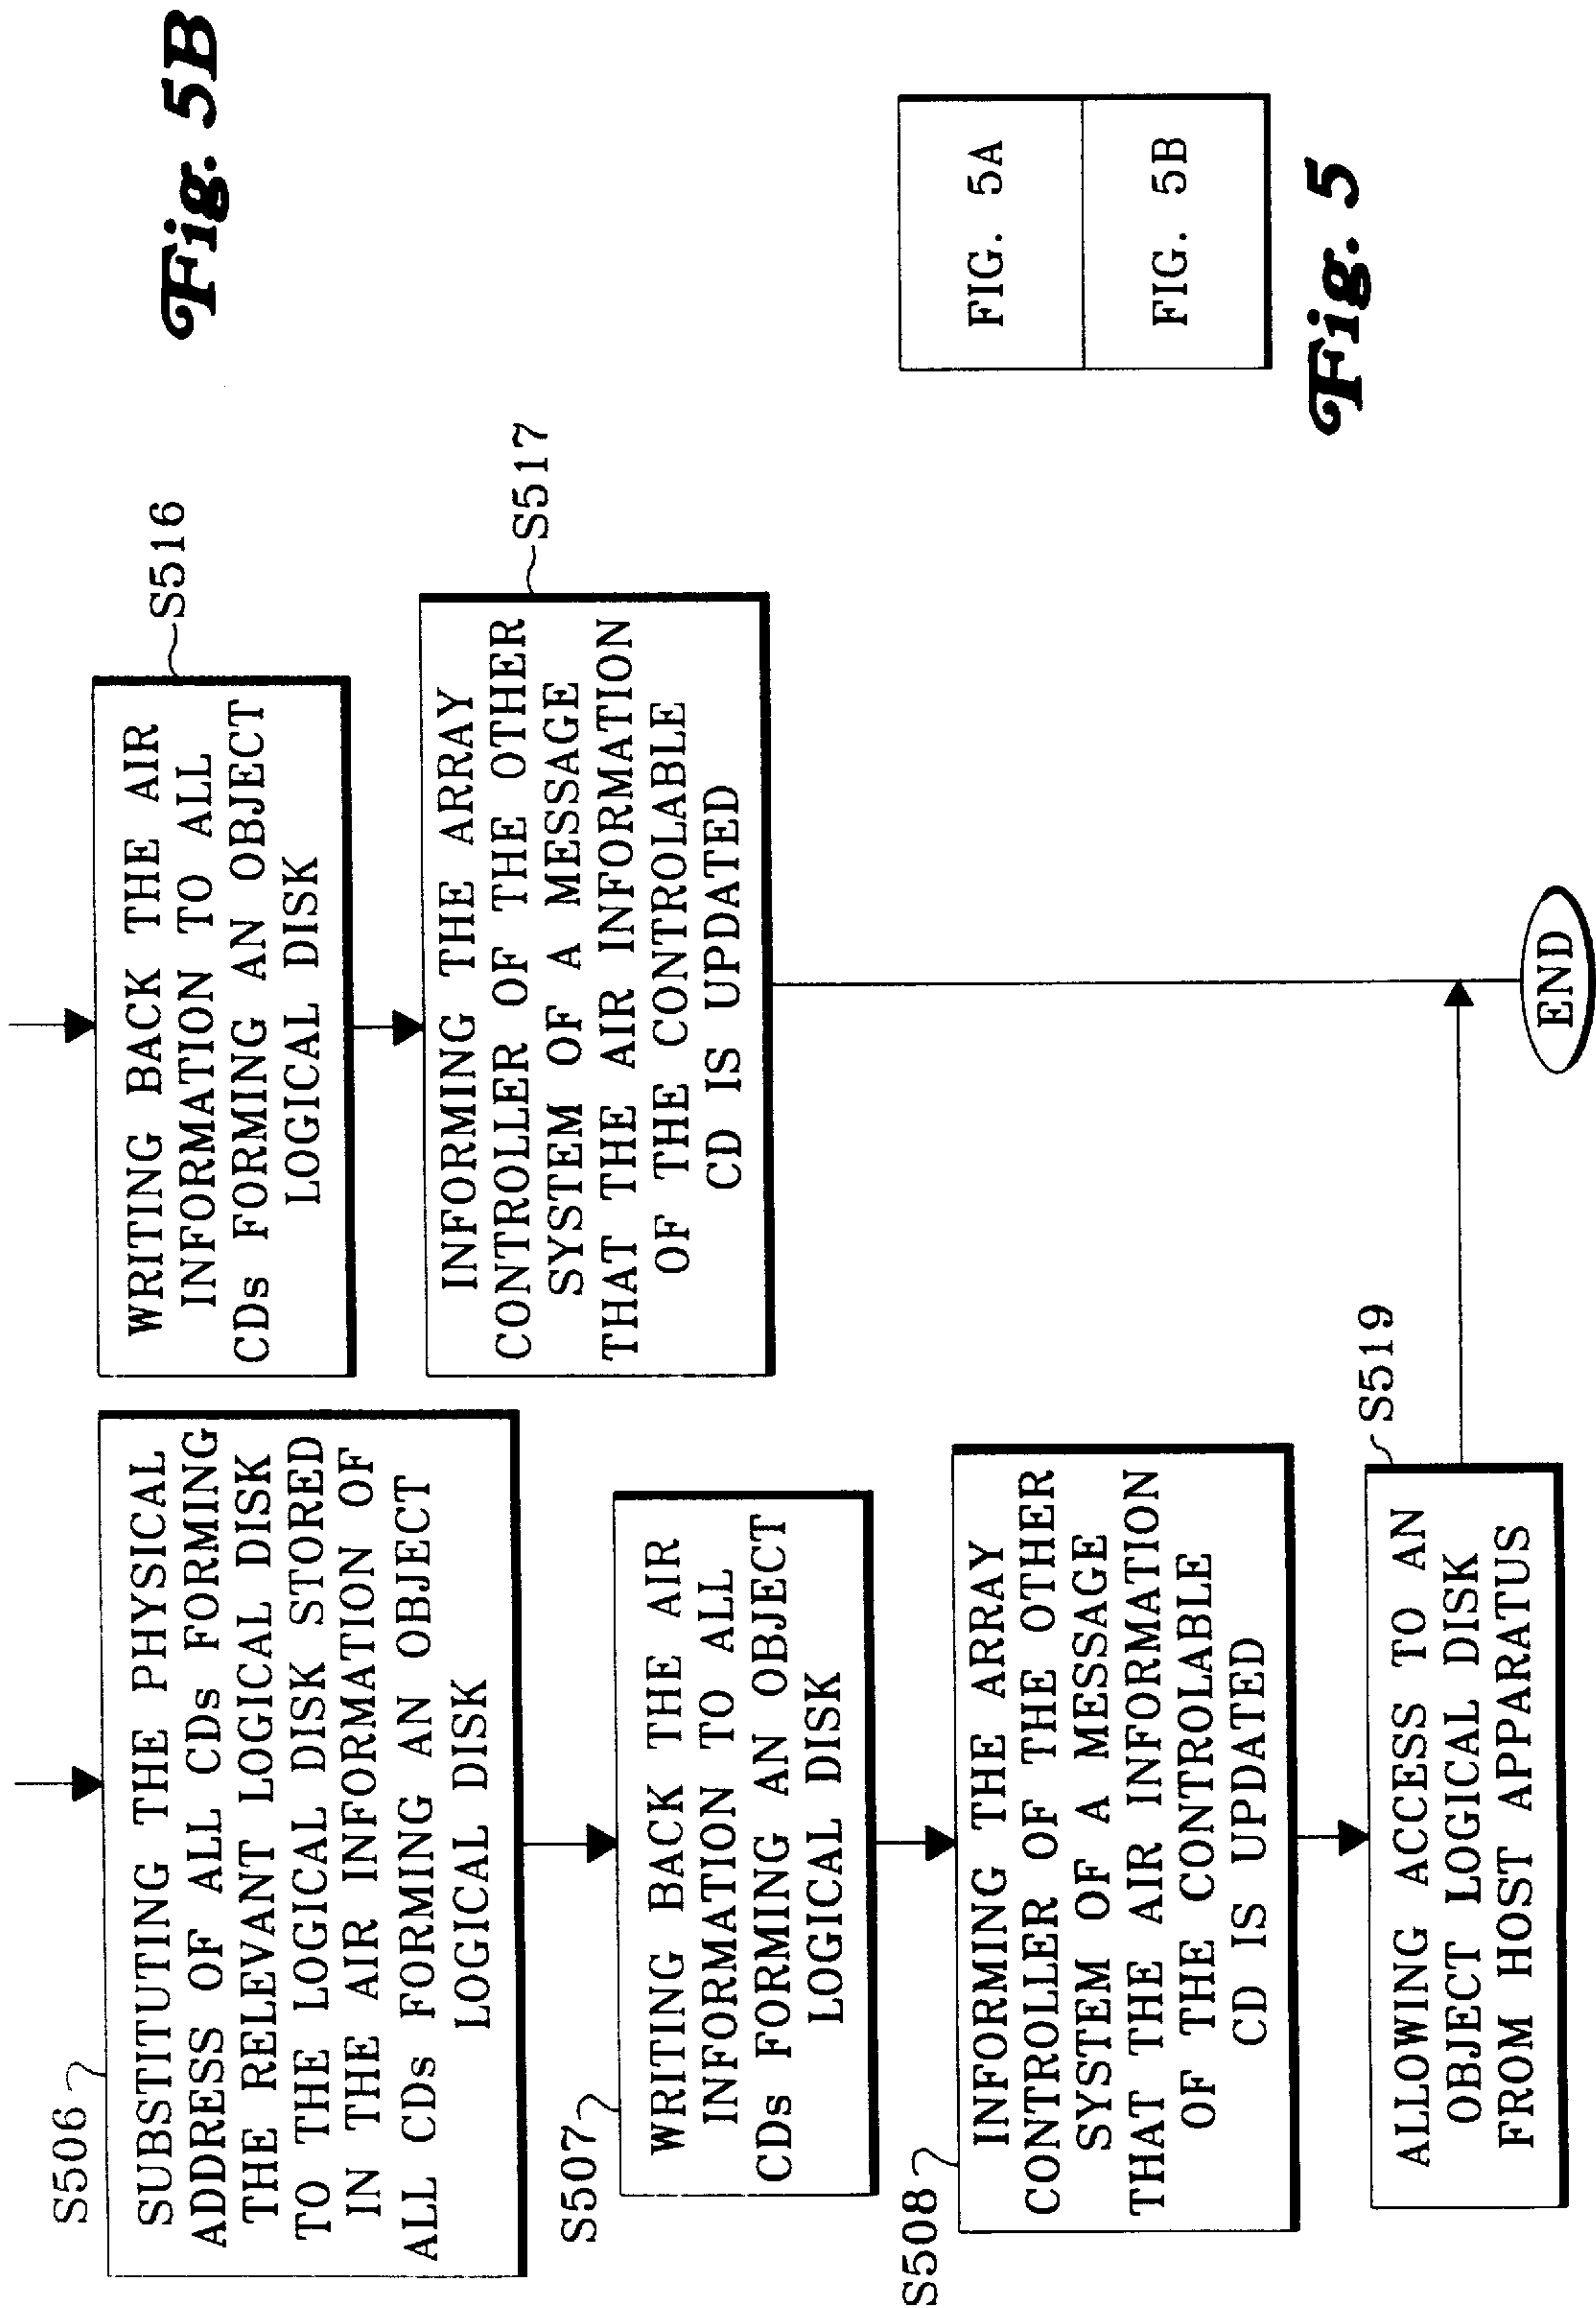 Fig. 5B
S506
SUBSTITUTING THE PHYSICAL
ADDRESS OF ALL CDs FORMING
THE RELEVANT LOGICAL DISK
TO THE LOGICAL DISK STORED
IN THE AIR INFORMATION OF
ALL CDs FORMING AN OBJECT
LOGICAL DISK
S507
WRITING BACK THE AIR
INFORMATION TO ALL
CDs FORMING AN OBJECT
LOGICAL DISK
S508
INFORMING THE ARRAY
CONTROLLER OF THE OTHER
SYSTEM OF A MESSAGE
THAT THE AIR INFORMATION
OF THE CONTROLABLE
CD IS UPDATED
S519
ALLOWING ACCESS TO AN
OBJECT LOGICAL DISK
FROM HOST APPARATUS
S516
WRITING BACK THE AIR
INFORMATION TO ALL
CDs FORMING AN OBJECT
LOGICAL DISK
S517
INFORMING THE ARRAY
CONTROLLER OF THE OTHER
SYSTEM OF A MESSAGE
THAT THE AIR INFORMATION
OF THE CONTROLABLE
CD IS UPDATED
END
FIG. 5A
FIG. 5B
Fig. 5